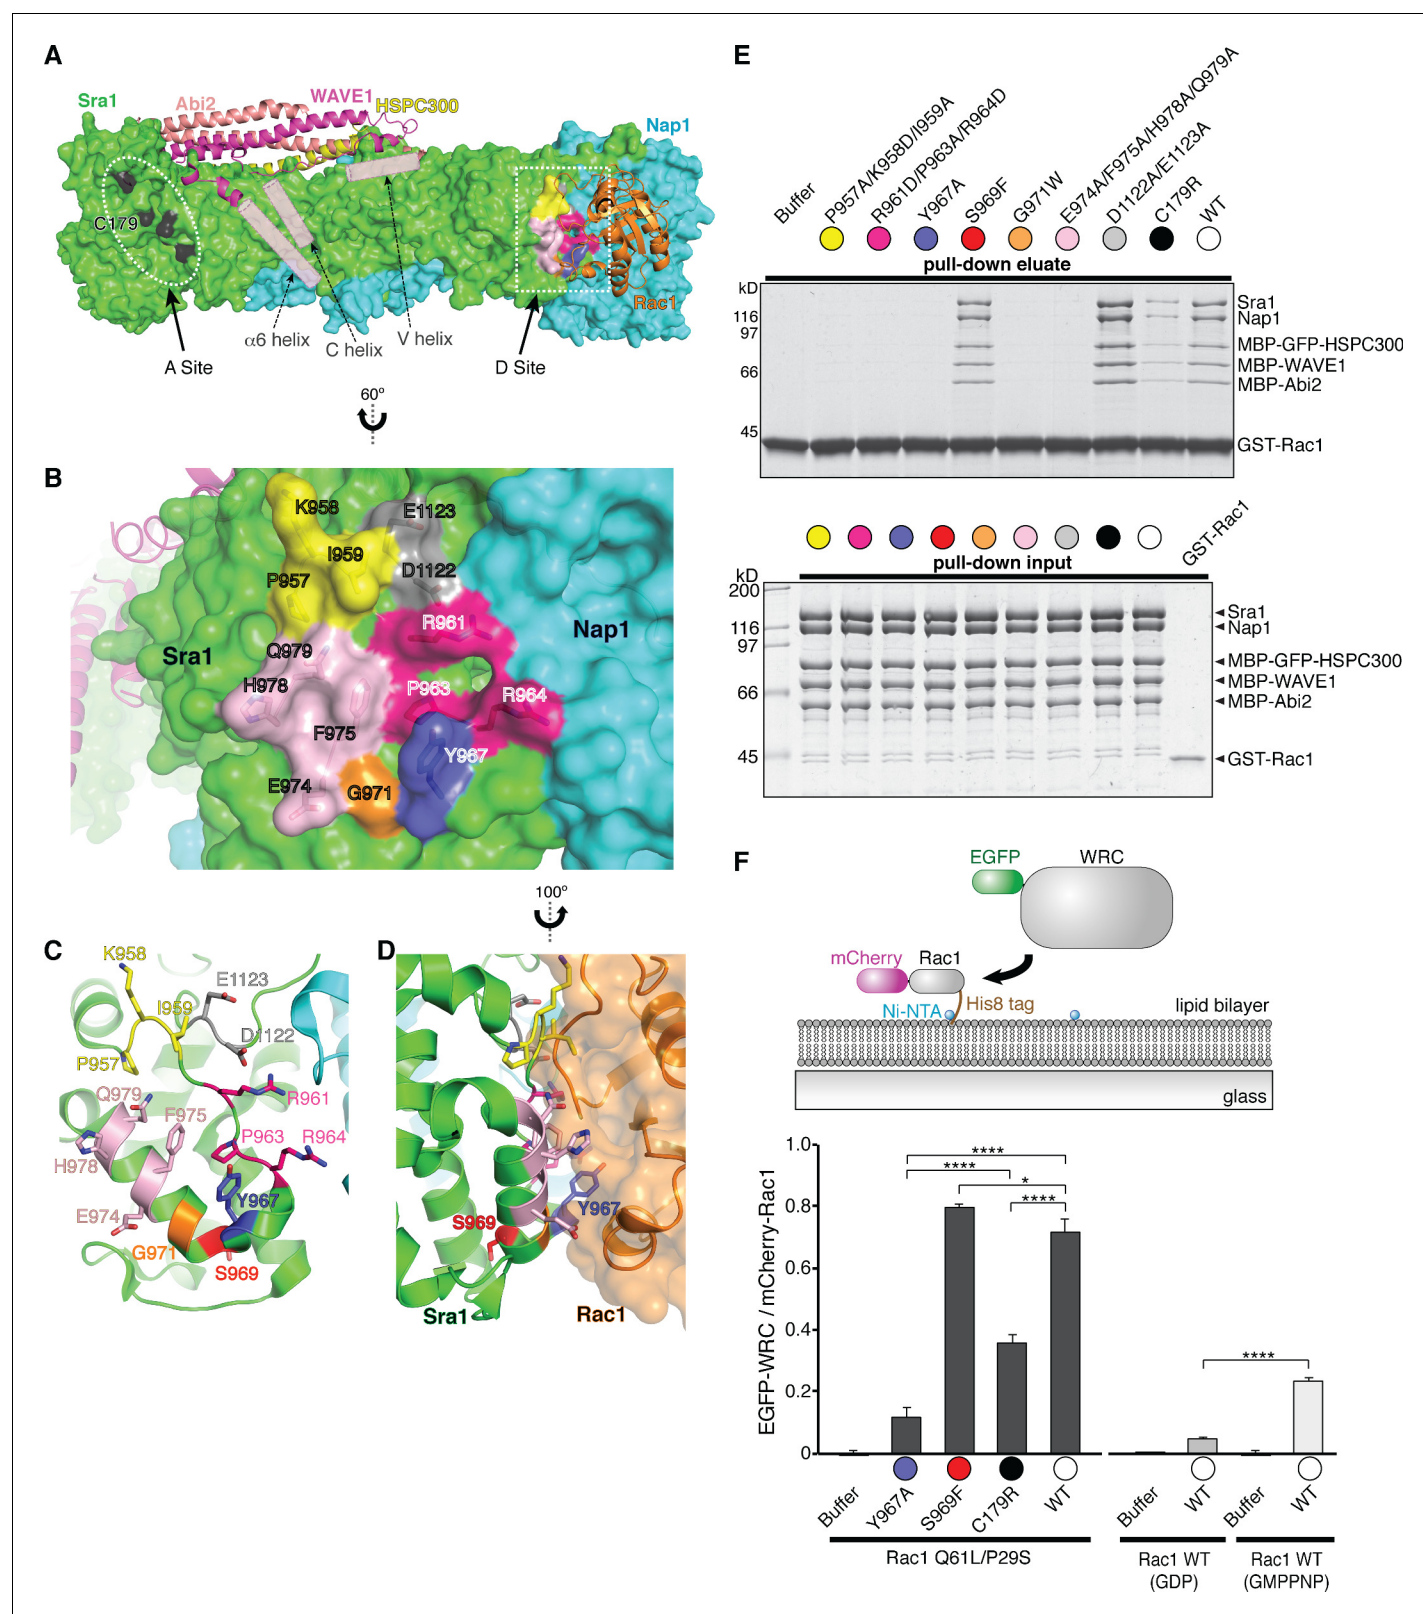 A
Sra1
Abi2
WAVE1
HSPC300
Nap1
C179
Rac1
α6 helix
C helix
V helix
A Site
D Site
60°
B
K958
E1123
I959
P957
D1122
R961
Q979
Nap1
Sra1
H978
P963
R964
F975
Y967
E974
G971
100°
C
K958
E1123
I959
D1122
P957
Q979
R961
F975
P963
R964
H978
Y967
E974
G971
S969
D
Y967
S969
Sra1
Rac1
E
Buffer
P957A/K958D/I959A
R961D/P963A/R964D
Y967A
S969F
G971W
E974A/F975A/H978A/Q979A
D1122A/E1123A
C179R
WT
pull-down eluate
kD
116
97
66
45
Sra1
Nap1
MBP-GFP-HSPC300
MBP-WAVE1
MBP-Abi2
GST-Rac1
GST-Rac1
pull-down input
kD
200
116
97
66
45
Sra1
Nap1
MBP-GFP-HSPC300
MBP-WAVE1
MBP-Abi2
GST-Rac1
F
EGFP
WRC
mCherry
Rac1
Ni-NTA
His8 tag
lipid bilayer
glass
EGFP-WRC / mCherry-Rac1
1.0
0.8
0.6
0.4
0.2
0
****
****
*
****
****
Buffer
Y967A
S969F
C179R
WT
Buffer
WT
Buffer
WT
Rac1 Q61L/P29S
Rac1 WT
(GDP)
Rac1 WT
(GMPPNP)